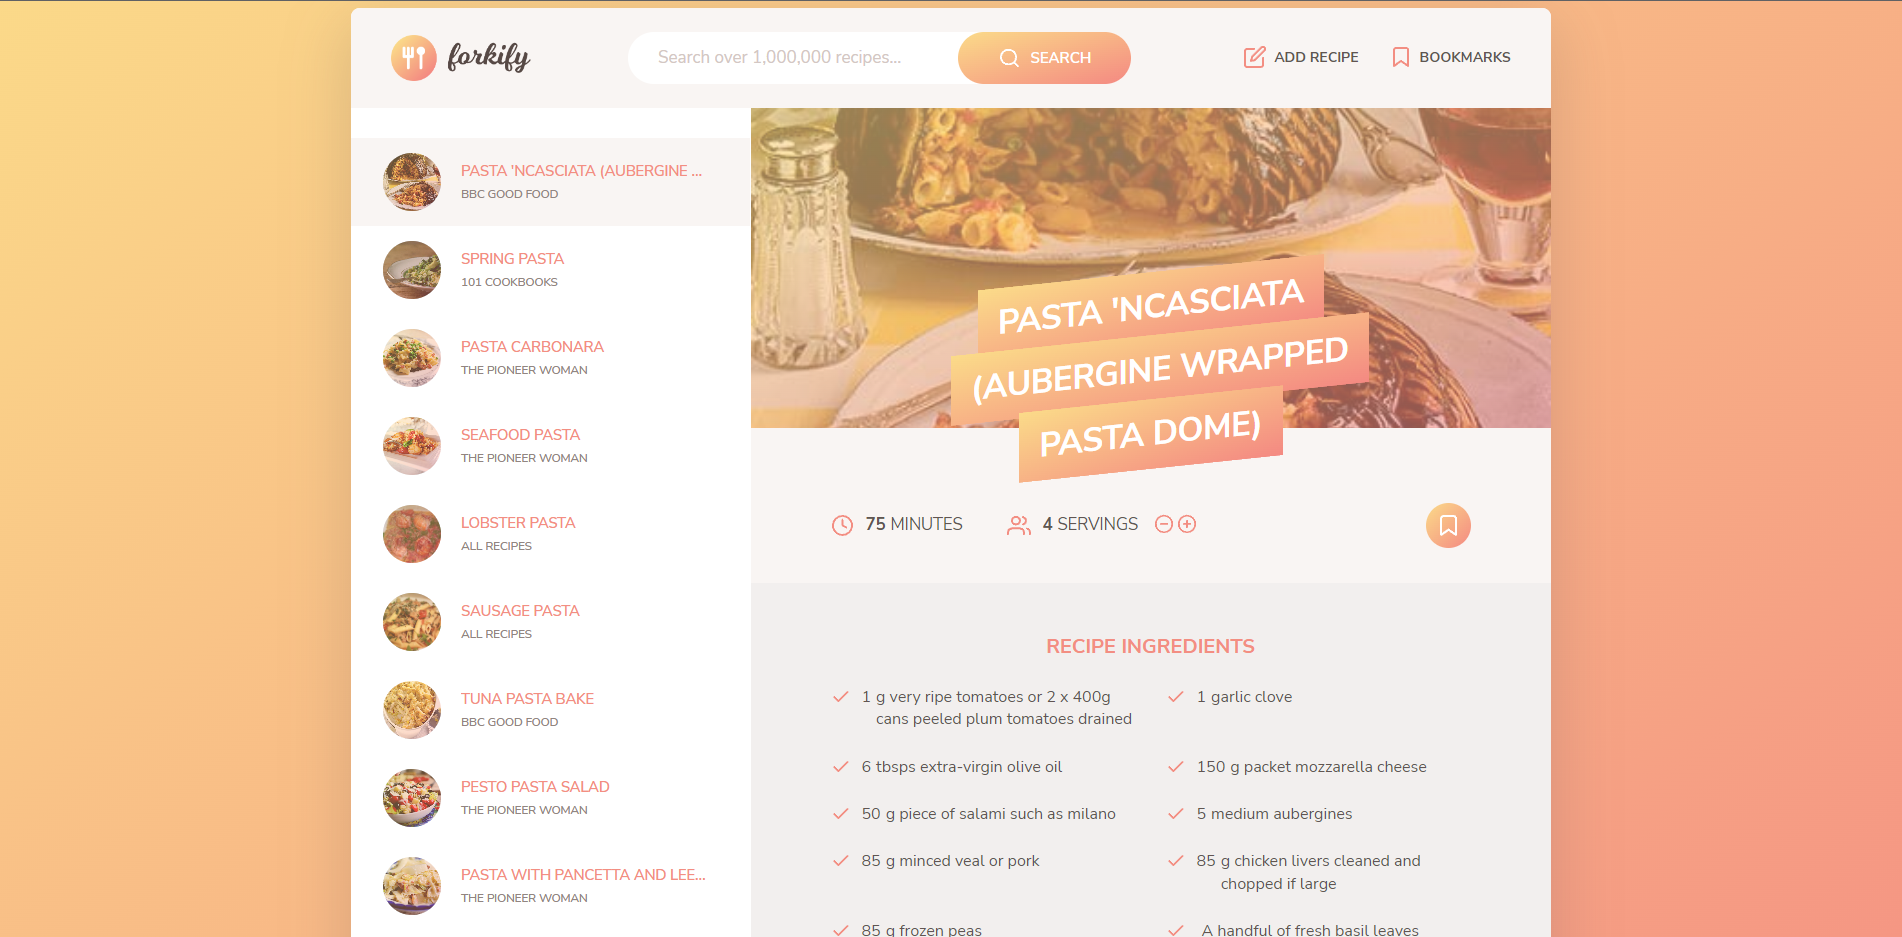 forkify
Search over 1,000,000 recipes...
SEARCH
ADD RECIPE
BOOKMARKS
PASTA 'NCASCIATA (AUBERGINE ...
BBC GOOD FOOD
SPRING PASTA
101 COOKBOOKS
PASTA CARBONARA
THE PIONEER WOMAN
SEAFOOD PASTA
THE PIONEER WOMAN
LOBSTER PASTA
ALL RECIPES
SAUSAGE PASTA
ALL RECIPES
TUNA PASTA BAKE
BBC GOOD FOOD
PESTO PASTA SALAD
THE PIONEER WOMAN
PASTA WITH PANCETTA AND LEE...
THE PIONEER WOMAN
PASTA 'NCASCIATA
(AUBERGINE WRAPPED
PASTA DOME)
75 MINUTES
4 SERVINGS
RECIPE INGREDIENTS
1 g very ripe tomatoes or 2 x 400g
cans peeled plum tomatoes drained
1 garlic clove
6 tbsps extra-virgin olive oil
150 g packet mozzarella cheese
50 g piece of salami such as milano
5 medium aubergines
85 g minced veal or pork
85 g chicken livers cleaned and
chopped if large
85 g frozen peas
A handful of fresh basil leaves